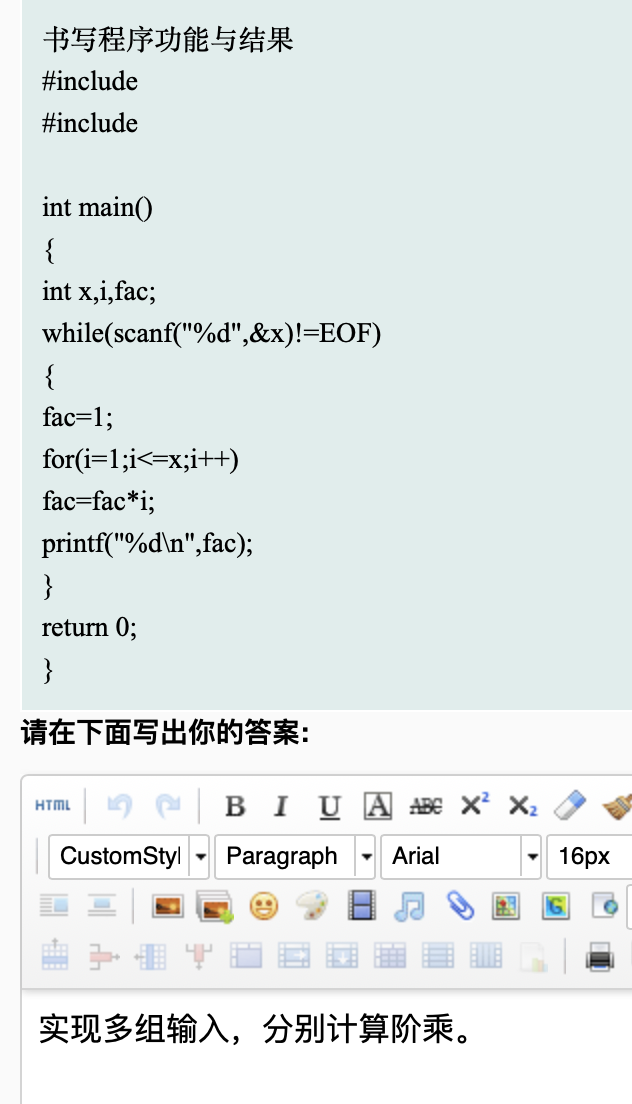 书写程序功能与结果
#include
#include
int main()
{
int x,i,fac;
while(scanf("%d",&x)!=EOF)
{
fac=1;
for(i=1;i<=x;i++)
fac=fac*i;
printf("%d\n",fac);
}
return 0;
}
请在下面写出你的答案:
HTML B I U A ABC X² X₂
CustomStyl Paragraph Arial 16px
实现多组输入，分别计算阶乘。